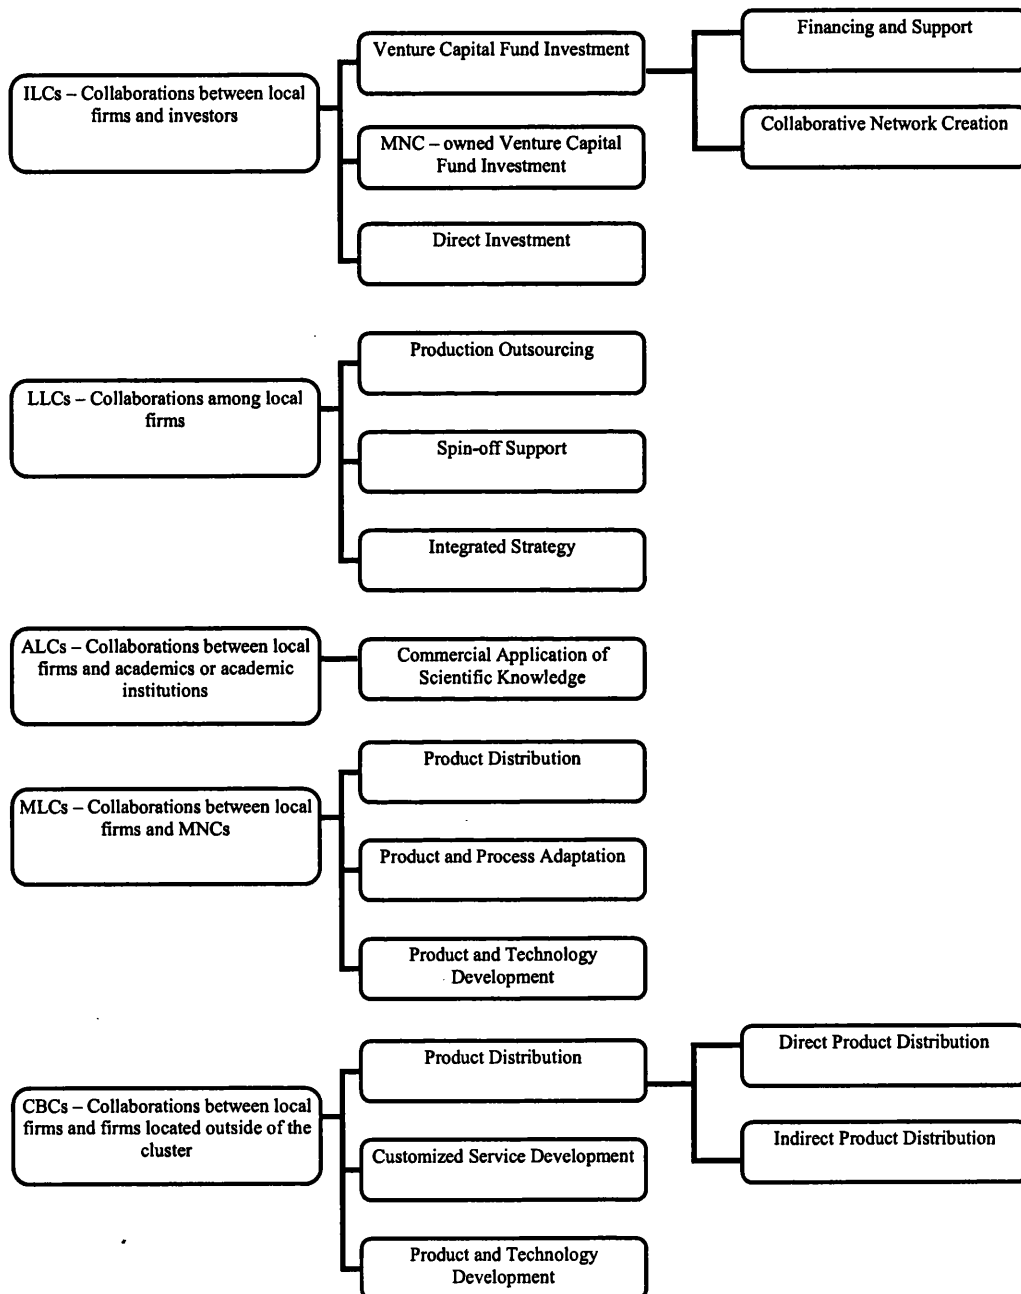 Venture Capital Fund Investment
Financing and Support
ILCs – Collaborations between local
firms and investors
Collaborative Network Creation
MNC – owned Venture Capital
Fund Investment
Direct Investment
Production Outsourcing
LLCs – Collaborations among local
firms
Spin-off Support
Integrated Strategy
ALCs – Collaborations between local
firms and academics or academic
institutions
Commercial Application of
Scientific Knowledge
Product Distribution
MLCs – Collaborations between local
firms and MNCs
Product and Process Adaptation
Product and Technology
Development
Product Distribution
Direct Product Distribution
CBCs – Collaborations between local
firms and firms located outside of the
cluster
Indirect Product Distribution
Customized Service Development
Product and Technology
Development